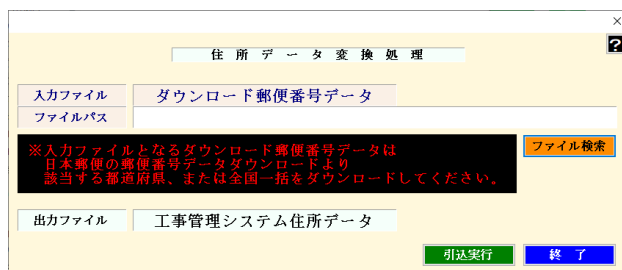 ×
?
住所データ変換処理
入力ファイル ダウンロード郵便番号データ
ファイルパス
※入力ファイルとなるダウンロード郵便番号データは
日本郵便の郵便番号データダウンロードより
該当する都道府県、または全国一括をダウンロードしてください。
ファイル検索
出力ファイル 工事管理システム住所データ
引込実行 終了